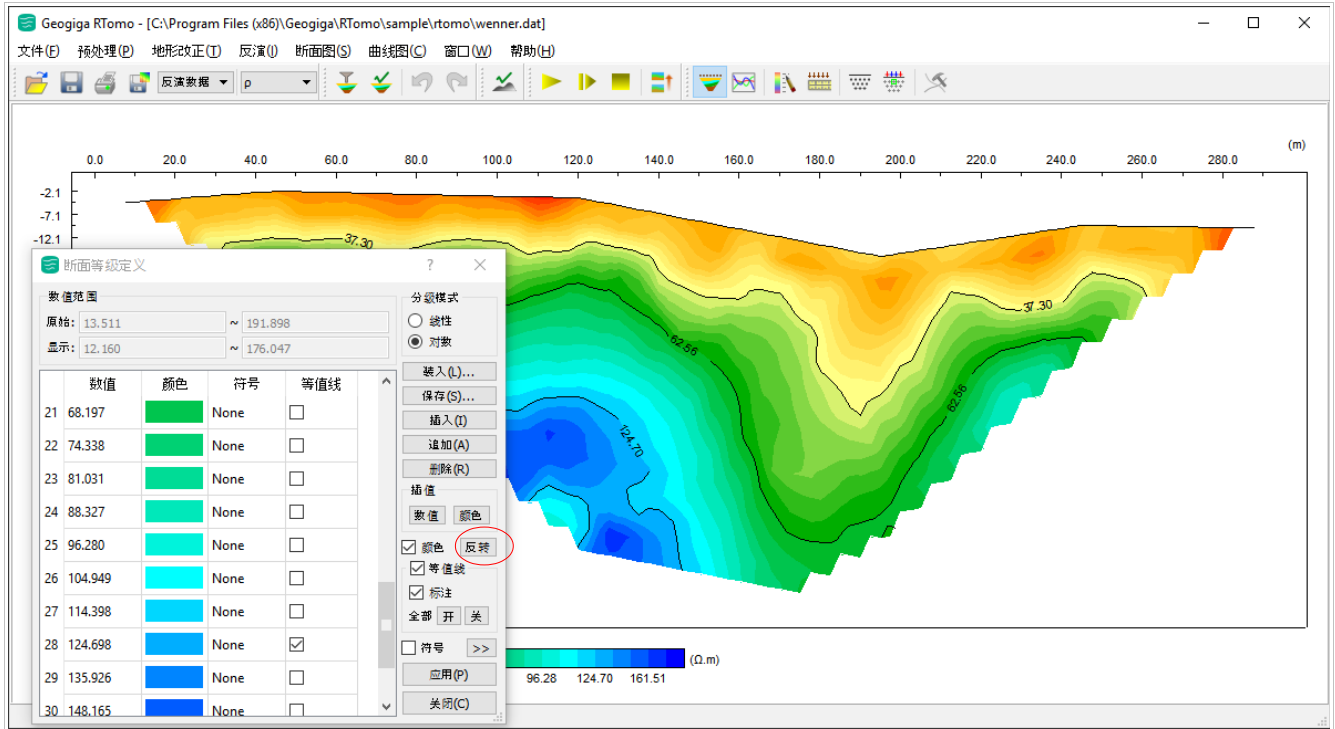 Geogiga RTomo - [C:\Program Files (x86)\Geogiga\RTomo\sample\rtomo\wenner.dat]
文件(F) 预处理(P) 地形改正(T) 反演(I) 断面图(S) 曲线图(C) 窗口(W) 帮助(H)
反演数据 ρ
(m)
0.0 20.0 40.0 60.0 80.0 100.0 120.0 140.0 160.0 180.0 200.0 220.0 240.0 260.0 280.0
-2.1
-7.1
-12.1
37.30
37.30
62.56
62.56
124.70
断面等级定义 ?
数值范围
原始: 13.511 ~ 191.898
显示: 12.160 ~ 176.047
分级模式
线性
对数
数值 颜色 符号 等值线
21 68.197 None
22 74.338 None
23 81.031 None
24 88.327 None
25 96.280 None
26 104.949 None
27 114.398 None
28 124.698 None
29 135.926 None
30 148.165 None
装入(L)...
保存(S)...
插入(I)
追加(A)
删除(R)
插值
数值 颜色
颜色 反转
等值线
标注
全部 开 关
符号 >>
应用(P)
关闭(C)
96.28 124.70 161.51
(Ω.m)